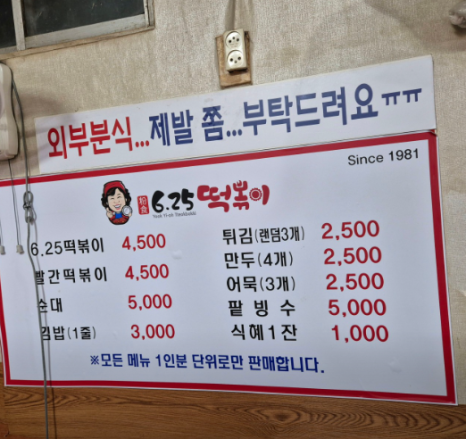 외부분식...제발 쫌...부탁드려요ㅠㅠ
Since 1981
6.25 떡볶이
6.25떡볶이 4,500
빨간떡볶이 4,500
순대 5,000
김밥(1줄) 3,000
튀김(랜덤3개) 2,500
만두(4개) 2,500
어묵(3개) 2,500
팥빙수 5,000
식혜1잔 1,000
※모든 메뉴 1인분 단위로만 판매합니다.